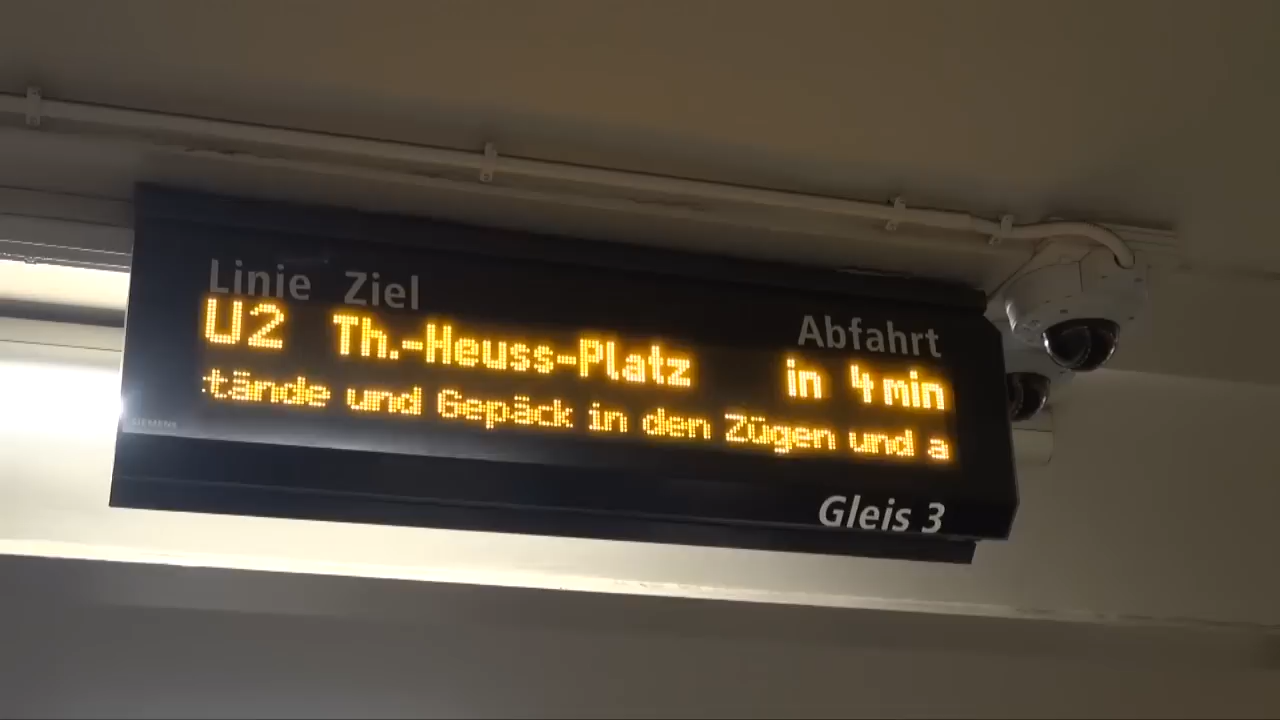 Linie Ziel Abfahrt
U2 Th.-Heuss-Platz in 4 min
tände und Gepäck in den Zügen und a
SIEMENS
Gleis 3